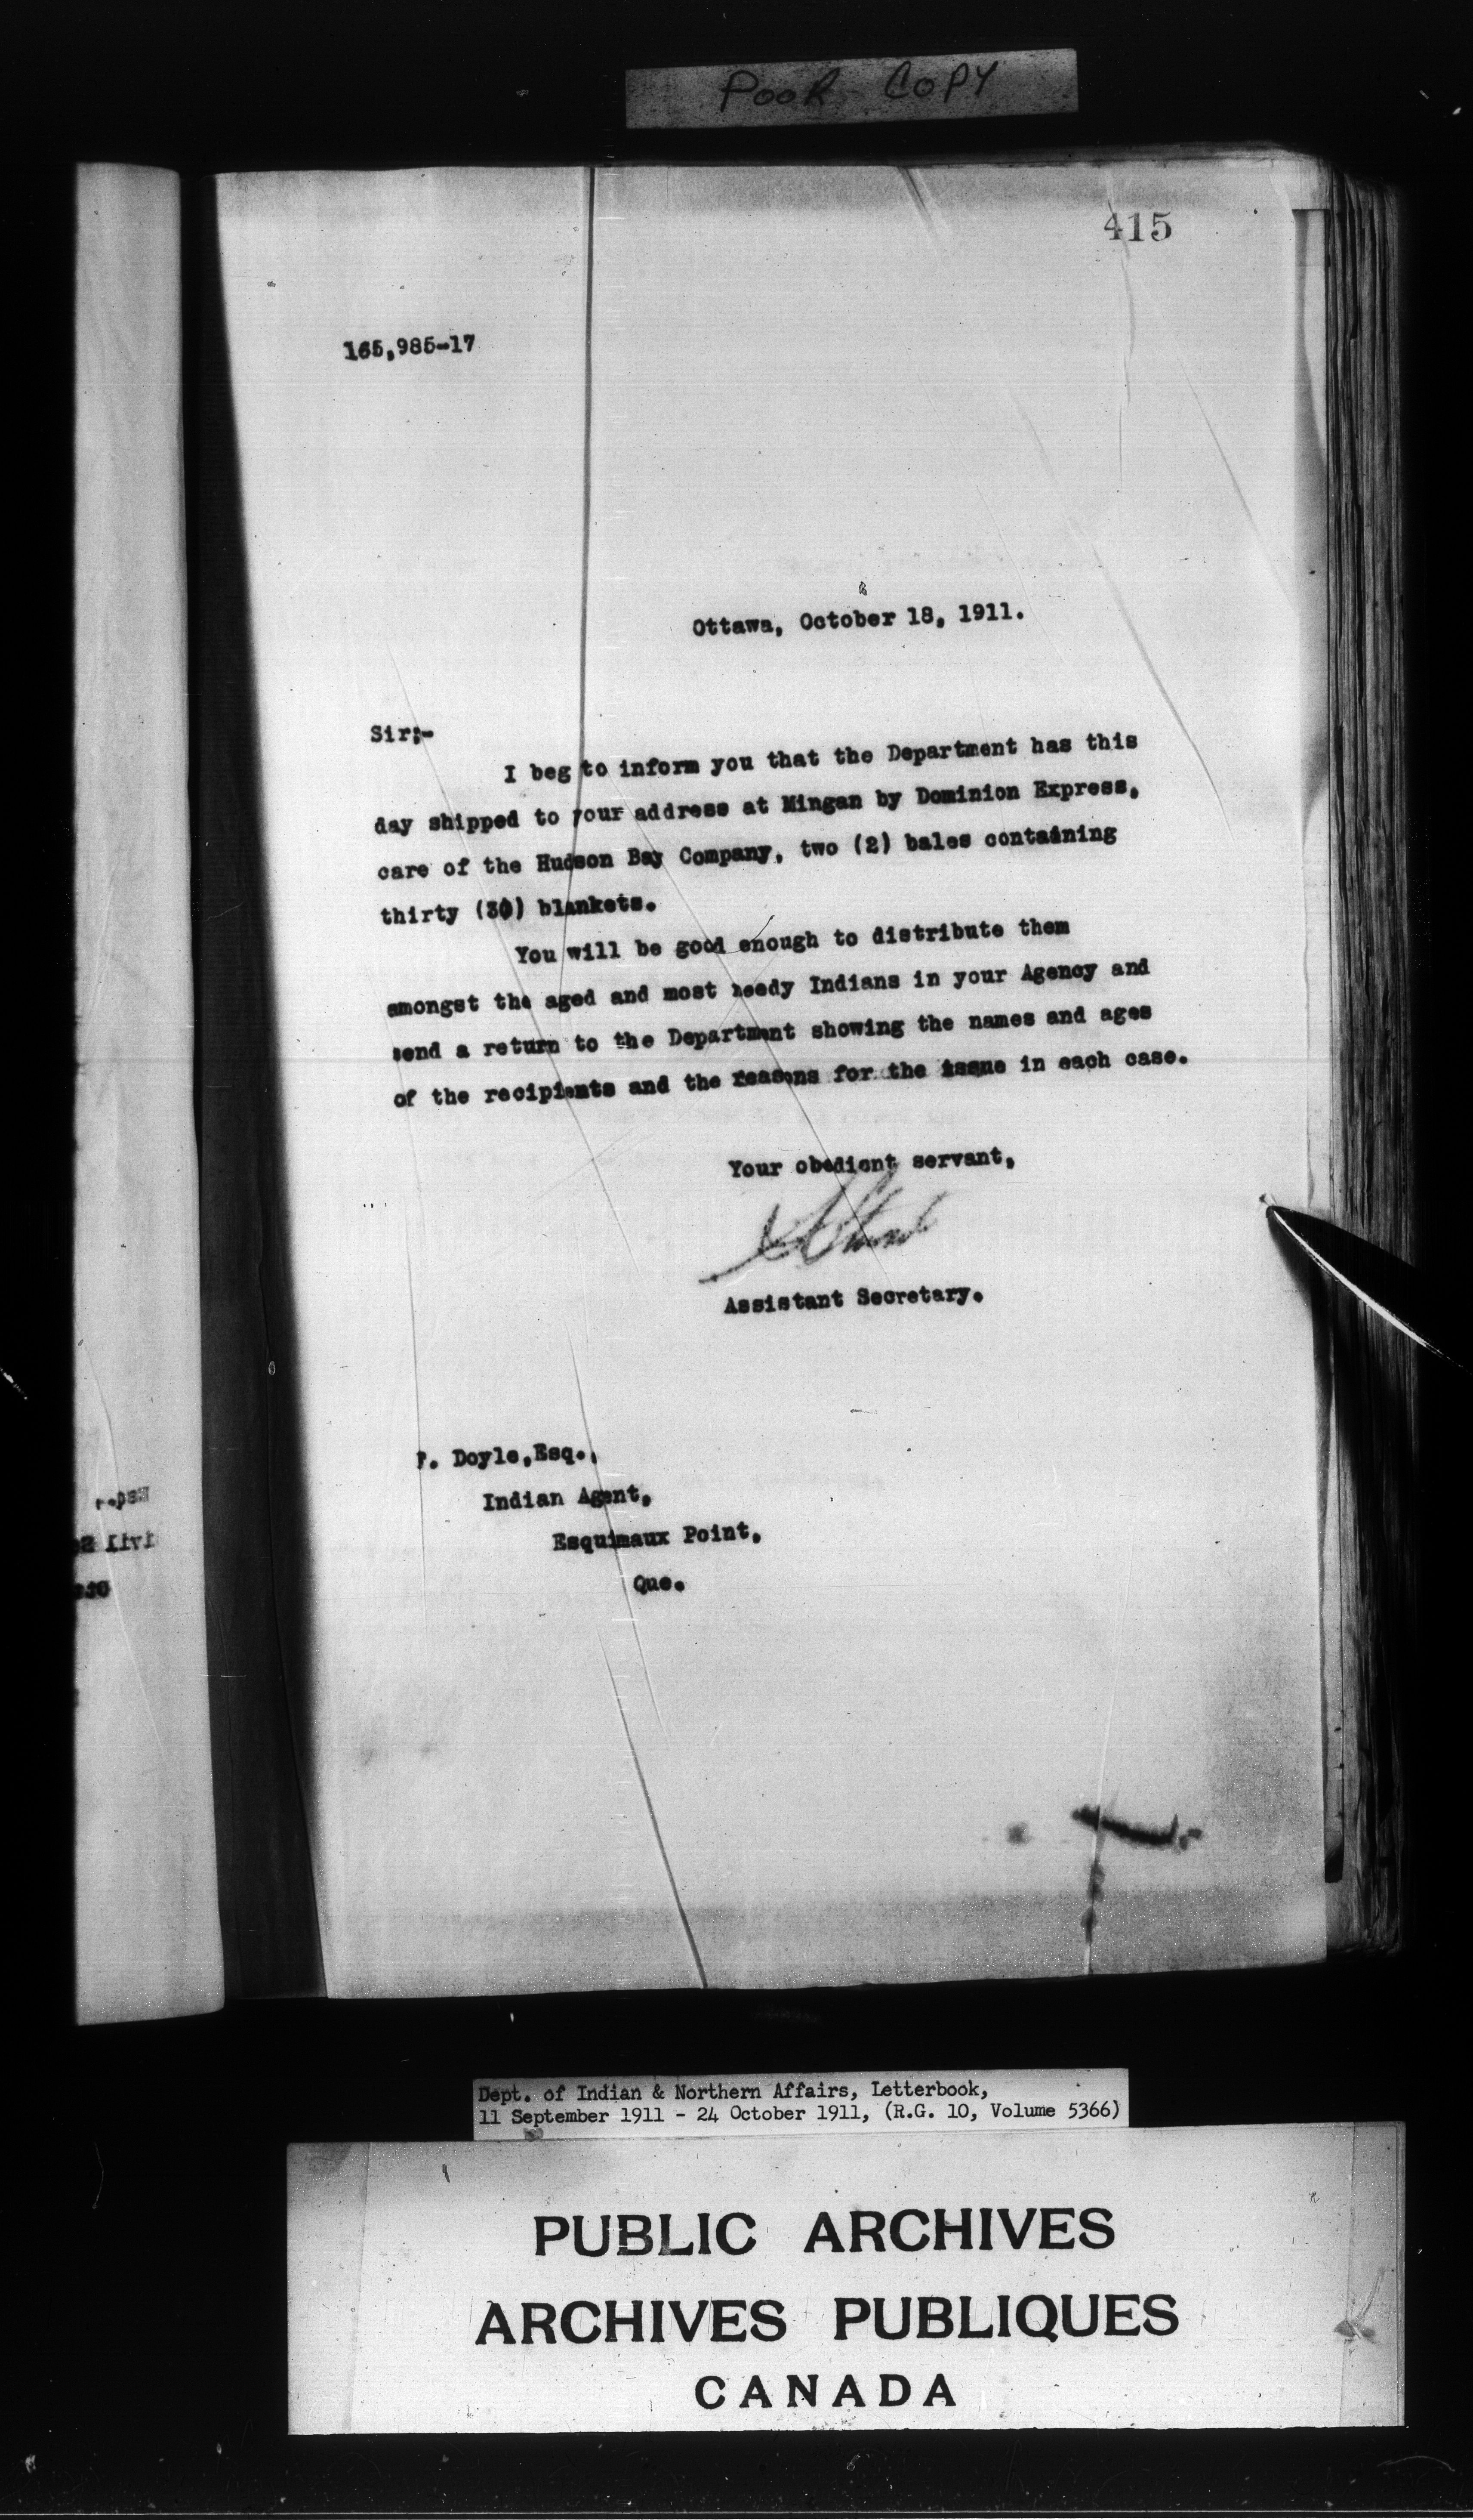 POOR COPY
415
165,985-17
Ottawa, October 18, 1911.
Sir:-
I beg to inform you that the Department has this
day shipped to your address at Mingan by Dominion Express,
care of the Hudson Bay Company, two (2) bales containing
thirty (30) blankets.
You will be good enough to distribute them
amongst the aged and most needy Indians in your Agency and
send a return to the Department showing the names and ages
of the recipients and the reasons for the issue in each case.
Your obedient servant,
Assistant Secretary.
Doyle, Esq.,
Indian Agent,
Esquimaux Point,
Que.
Dept. of Indian & Northern Affairs, Letterbook,
11 September 1911 - 24 October 1911, (R.G. 10, Volume 5366)
PUBLIC ARCHIVES
ARCHIVES PUBLIQUES
CANADA